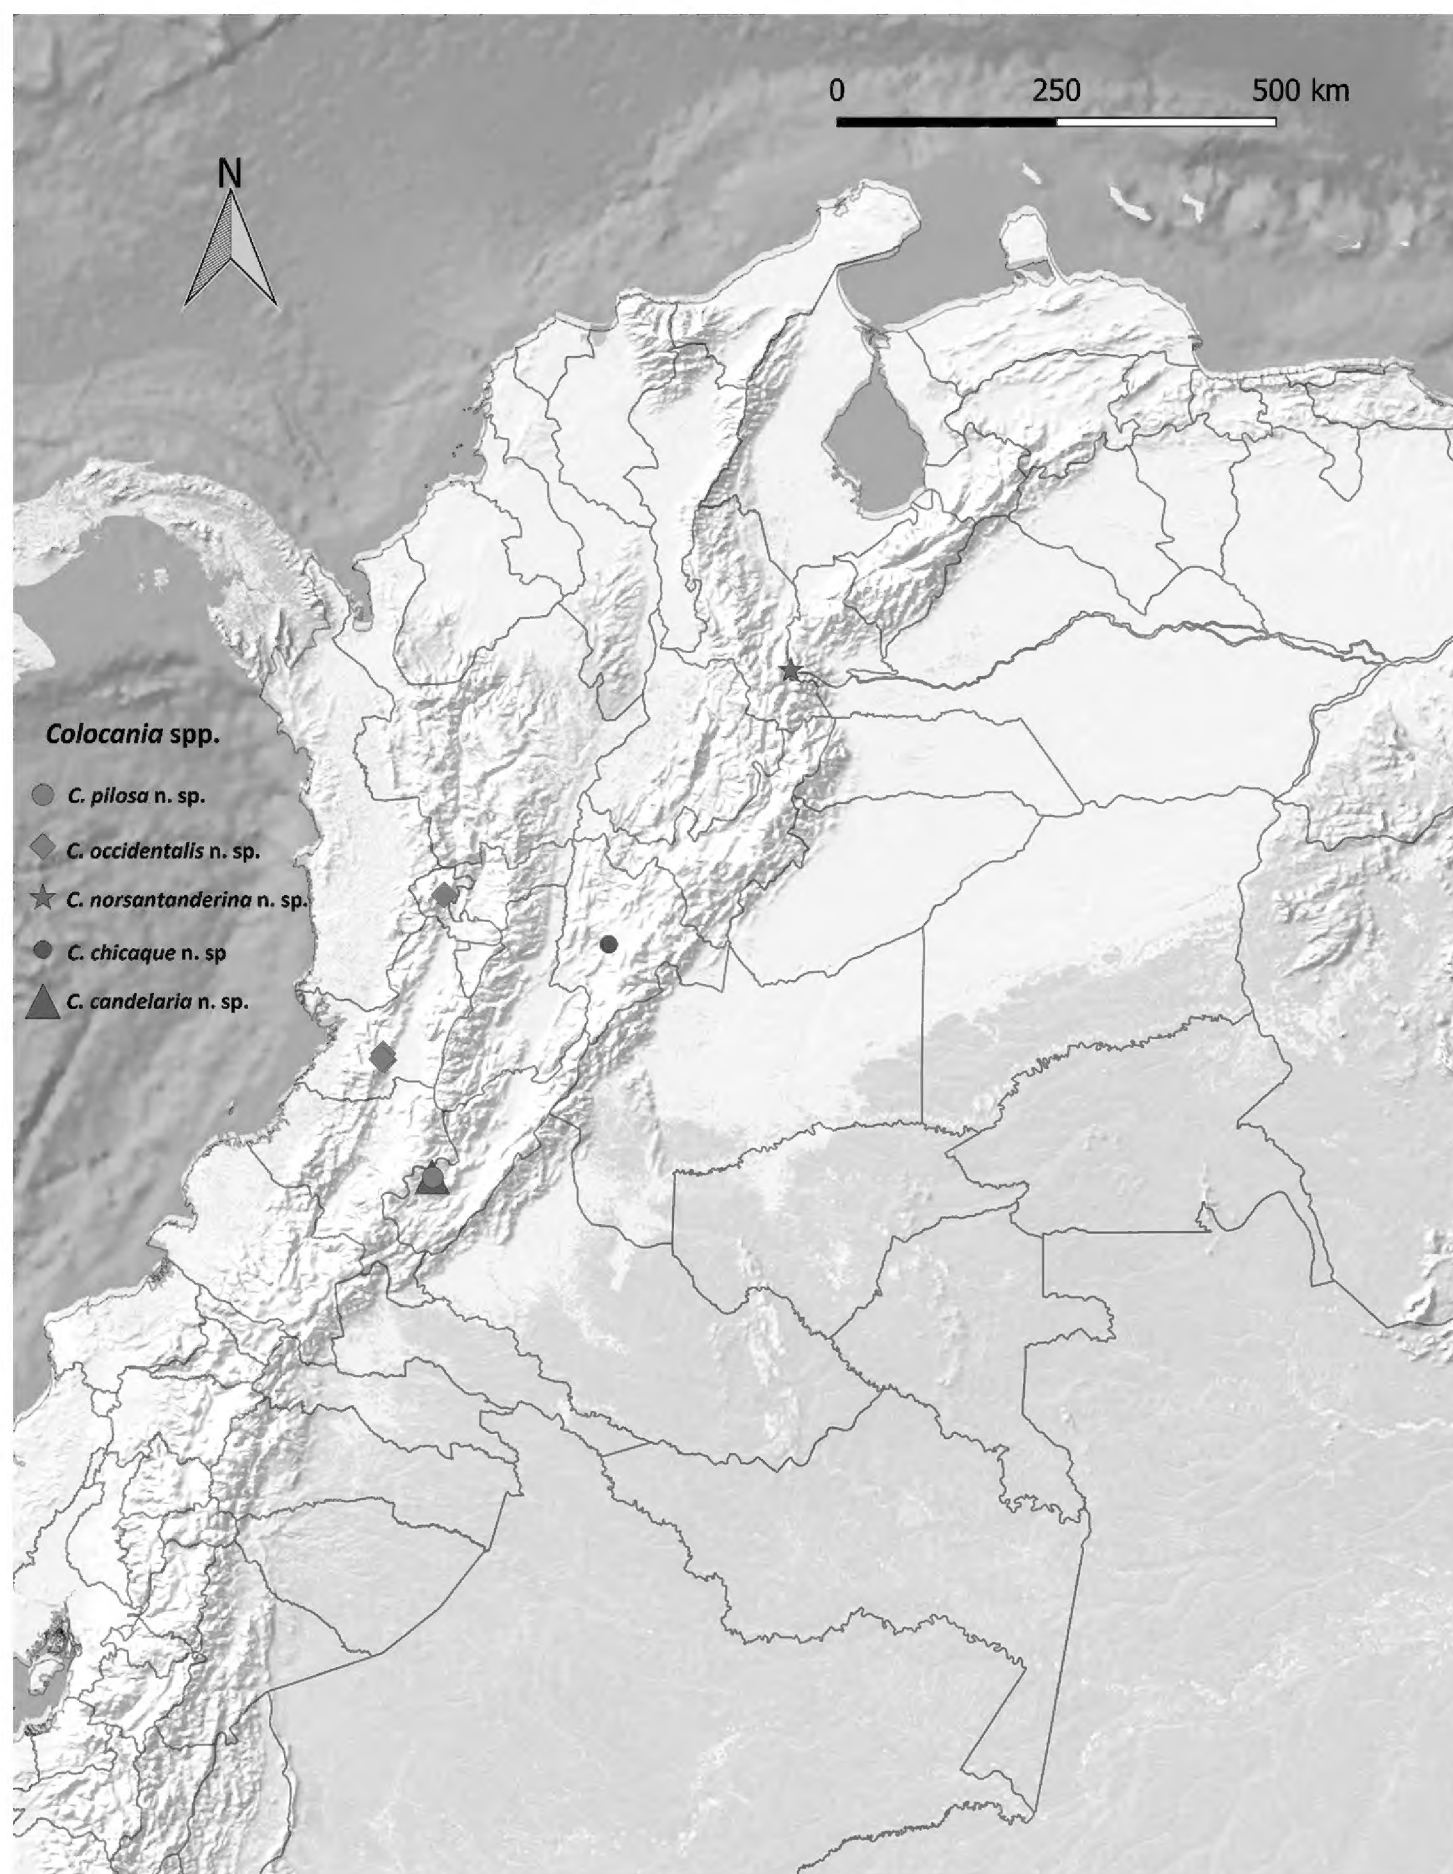 0 250 500 km
N
Colocania spp.
C. pilosa n. sp.
C. occidentalis n. sp.
C. norsantanderina n. sp.
C. chicaque n. sp
C. candelaria n. sp.